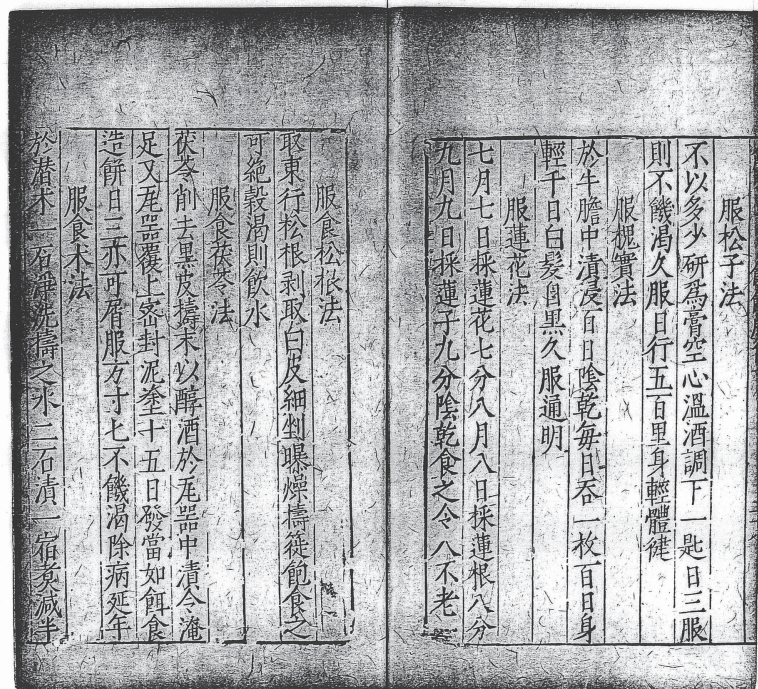 服松子法
不以多少研爲膏空心溫酒調下一匙日三服
則不饑渴久服日行五百里身輕體徤
服槐實法
於牛膽中漬浸百日陰乾每日吞一枚百日身
輕千日白髮自黒久服通明
服蓮花法
七月七日採蓮花七分八月八日採蓮根八分
九月九日採蓮子九分陰乾食之令人不老
服食松根法
取東行松根剥取白皮細剉曝燥擣篵飽食之
可絶穀渴則飲水
服食茯苓法
茯苓削去黒皮擣末以醇酒於瓦器中漬令淹
足又瓦器覆上密封泥塗十五日發當如餌食
造餅日三亦可屑服方寸七不饑渴除病延年
服食术法
於潜术一石淨洗擣之水二石漬一宿煮減半